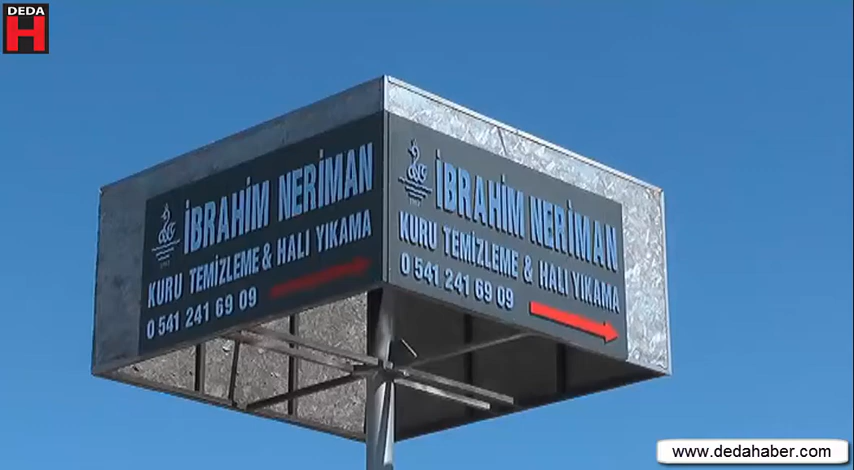 DEDA
H
İBRAHİM NERİMAN
KURU TEMİZLEME & HALI YIKAMA
0 541 241 69 09
İBRAHİM NERİMAN
KURU TEMİZLEME & HALI YIKAMA
0 541 241 69 09
www.dedahaber.com